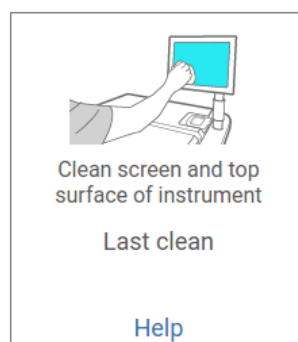 Clean screen and top
surface of instrument
Last clean
Help